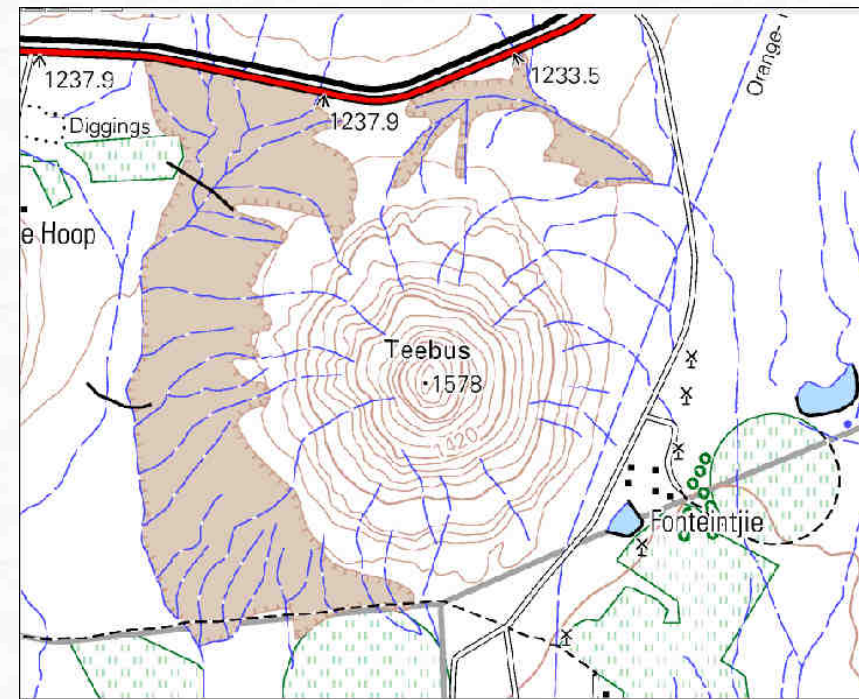 1237.9
1233.5
Orange-
1237.9
Diggings
e Hoop
Teebus
1578
1420
Fonteintjie